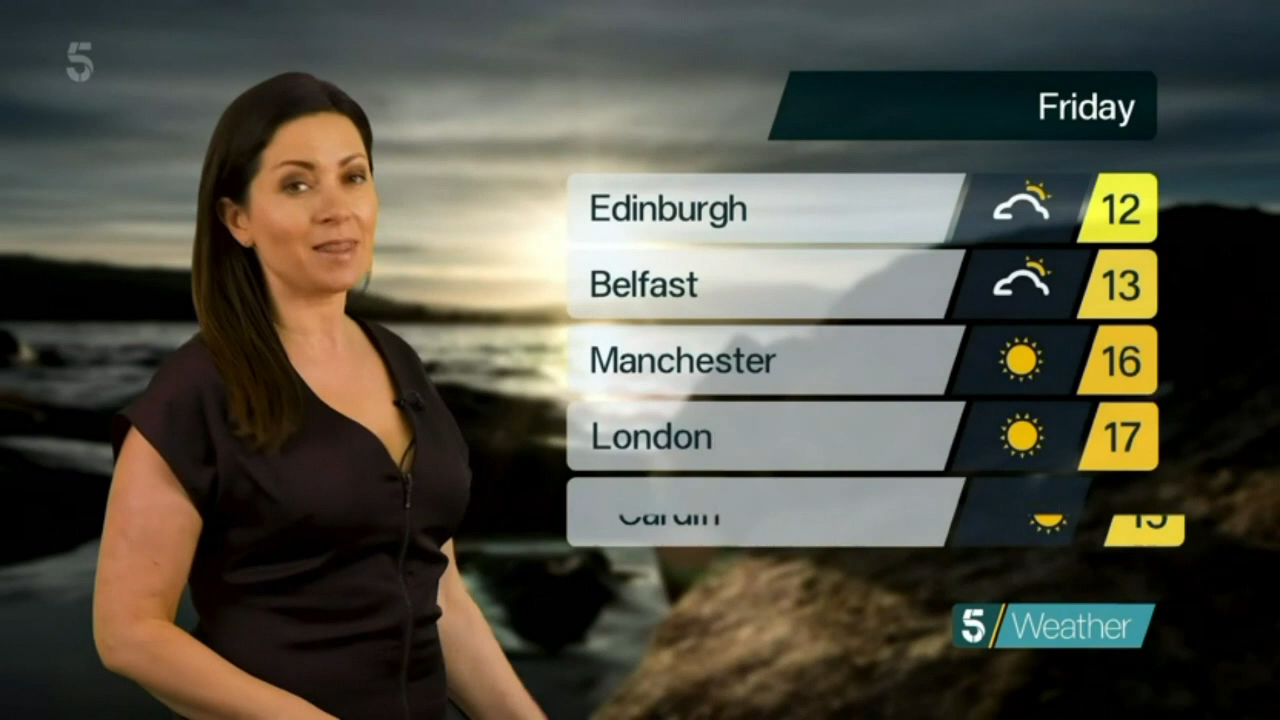 5
Friday
Edinburgh 12
Belfast 13
Manchester 16
London 17
5 Weather